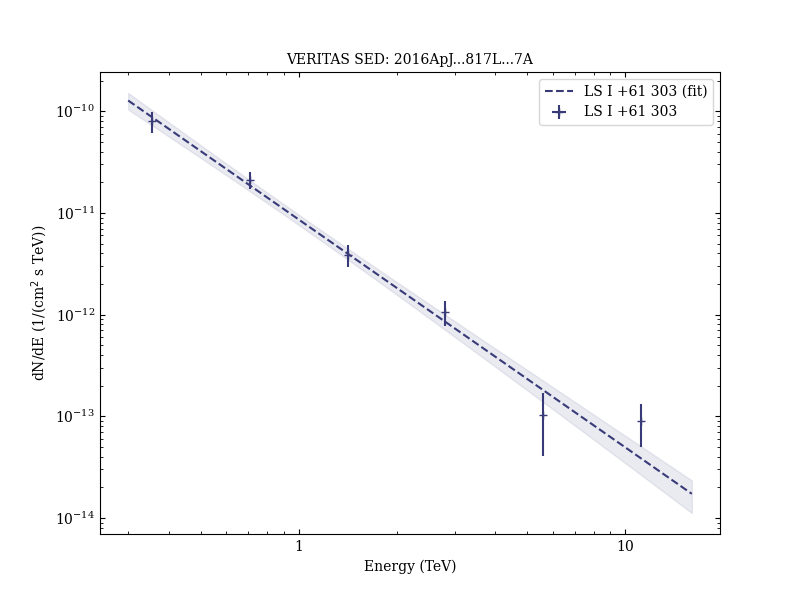 VERITAS SED: 2016ApJ...817L...7A
LS I +61 303 (fit)
LS I +61 303
dN/dE (1/(cm² s TeV))
10⁻¹⁰
10⁻¹¹
10⁻¹²
10⁻¹³
10⁻¹⁴
1 10
Energy (TeV)